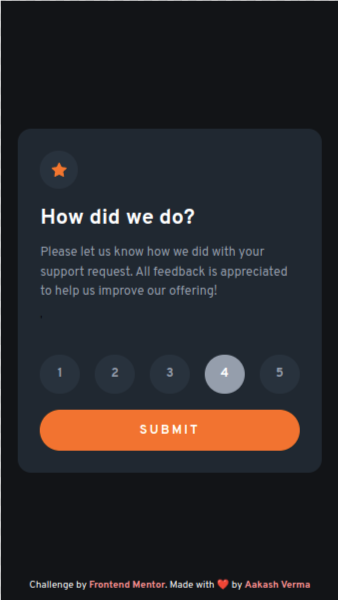 How did we do?
Please let us know how we did with your
support request. All feedback is appreciated
to help us improve our offering!
1 2 3 4 5
SUBMIT
Challenge by Frontend Mentor. Made with ❤️ by Aakash Verma